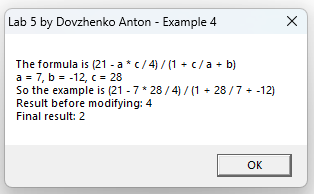 Lab 5 by Dovzhenko Anton - Example 4
The formula is (21 - a * c / 4) / (1 + c / a + b)
a = 7, b = -12, c = 28
So the example is (21 - 7 * 28 / 4) / (1 + 28 / 7 + -12)
Result before modifying: 4
Final result: 2
OK